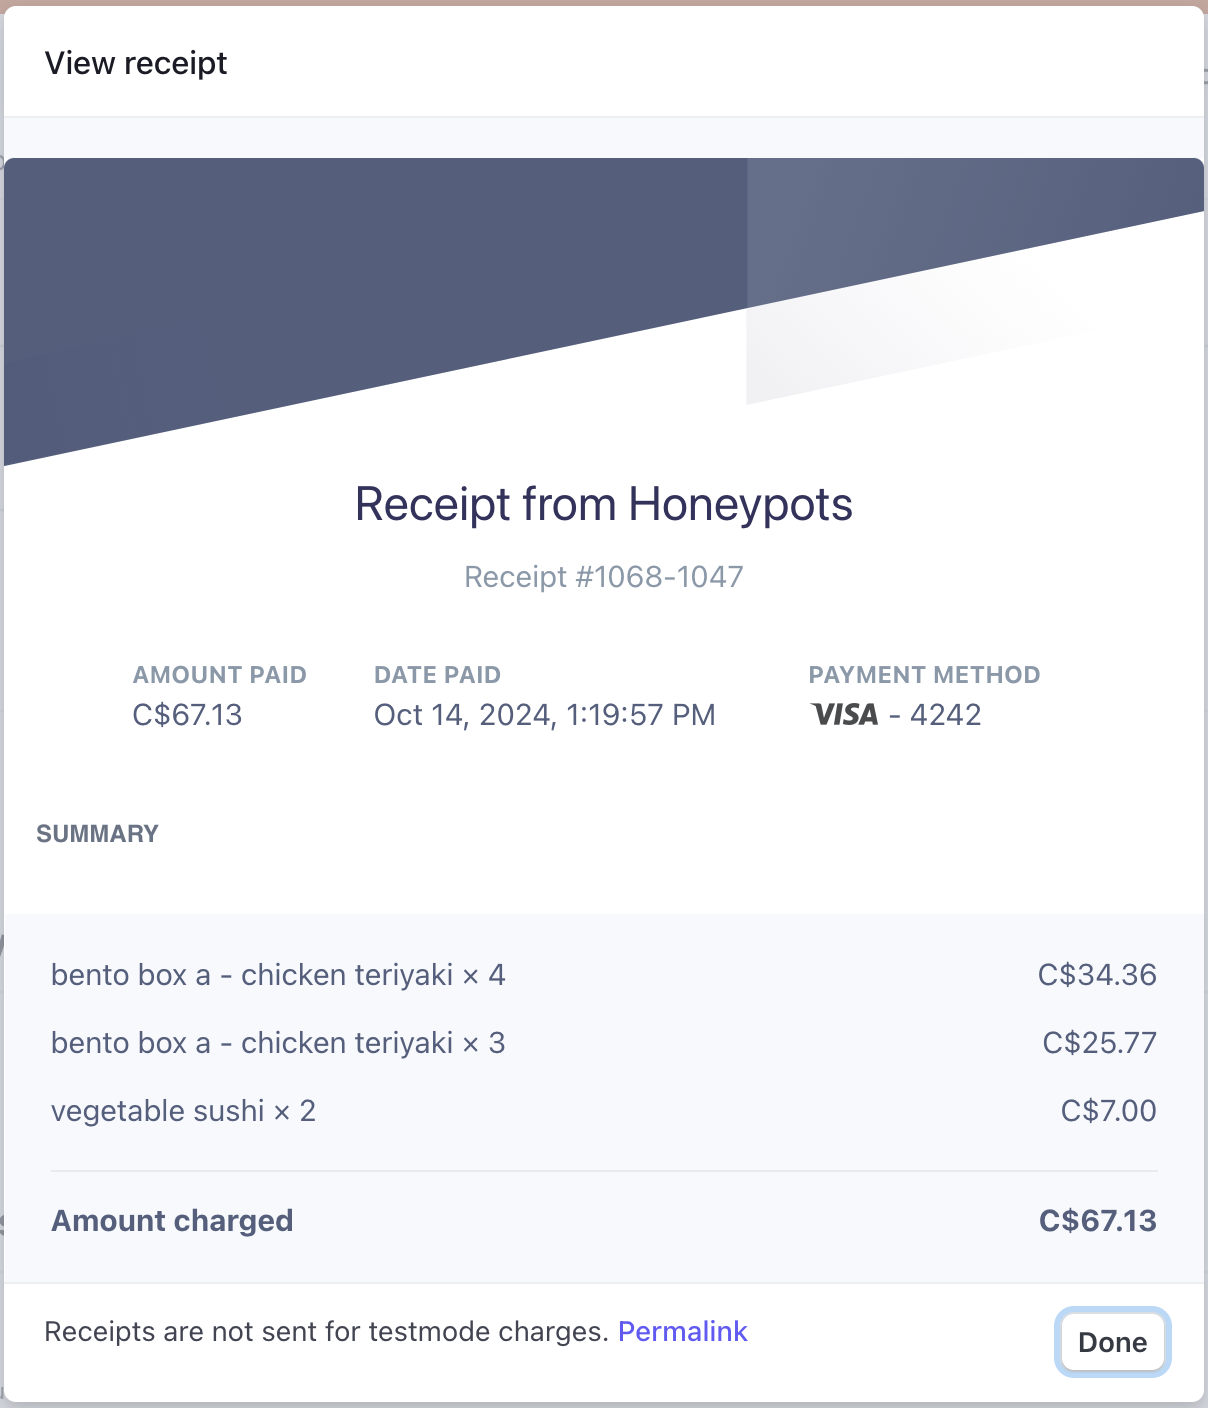 View receipt
Receipt from Honeypots
Receipt #1068-1047
AMOUNT PAID DATE PAID PAYMENT METHOD
C$67.13 Oct 14, 2024, 1:19:57 PM VISA - 4242
SUMMARY
bento box a - chicken teriyaki × 4 C$34.36
bento box a - chicken teriyaki × 3 C$25.77
vegetable sushi × 2 C$7.00
Amount charged C$67.13
Receipts are not sent for testmode charges. Permalink
Done